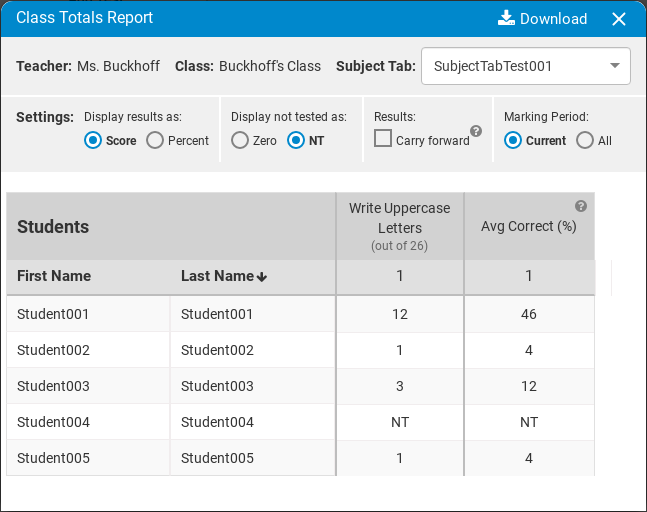 Class Totals Report Download
Teacher: Ms. Buckhoff Class: Buckhoff's Class Subject Tab: SubjectTabTest001
Settings: Display results as: Display not tested as: Results: Marking Period:
Score Percent Zero NT Carry forward ? Current All
Students Write Uppercase Letters (out of 26) Avg Correct (%) ?
First Name Last Name 1 1
Student001 Student001 12 46
Student002 Student002 1 4
Student003 Student003 3 12
Student004 Student004 NT NT
Student005 Student005 1 4